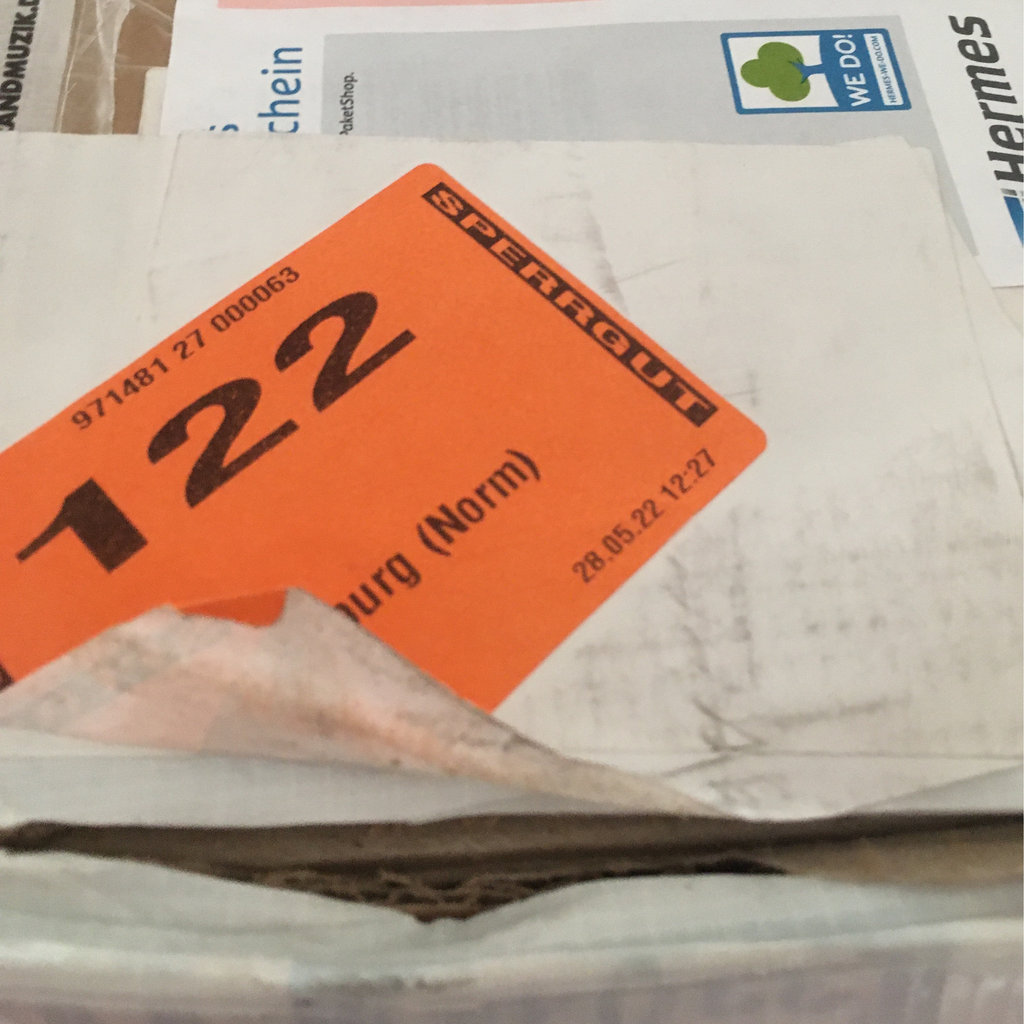 ANDMUZIK.D
chein
PaketShop.
WE DO!
HERMES-WE-DO.COM
Hermes
SPERRGUT
971481 27 000063
122
burg (Norm)
28.05.22 12:27